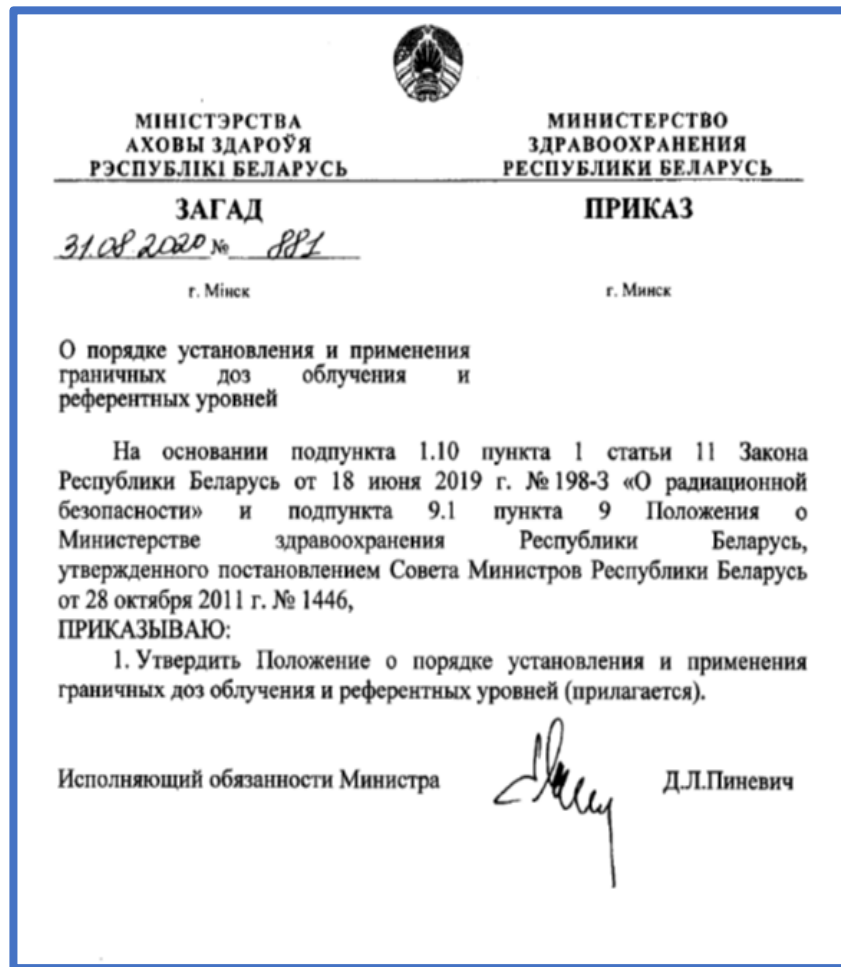 МІНІСТЭРСТВА
АХОВЫ ЗДАРОЎЯ
РЭСПУБЛІКІ БЕЛАРУСЬ
МИНИСТЕРСТВО
ЗДРАВООХРАНЕНИЯ
РЕСПУБЛИКИ БЕЛАРУСЬ
ЗАГАД
ПРИКАЗ
31.08.2020 № 881
г. Мінск
г. Минск
О порядке установления и применения
граничных доз облучения и
референтных уровней
На основании подпункта 1.10 пункта 1 статьи 11 Закона
Республики Беларусь от 18 июня 2019 г. № 198-З «О радиационной
безопасности» и подпункта 9.1 пункта 9 Положения о
Министерстве здравоохранения Республики Беларусь,
утвержденного постановлением Совета Министров Республики Беларусь
от 28 октября 2011 г. № 1446,
ПРИКАЗЫВАЮ:
1. Утвердить Положение о порядке установления и применения
граничных доз облучения и референтных уровней (прилагается).
Исполняющий обязанности Министра Д.Л.Пиневич